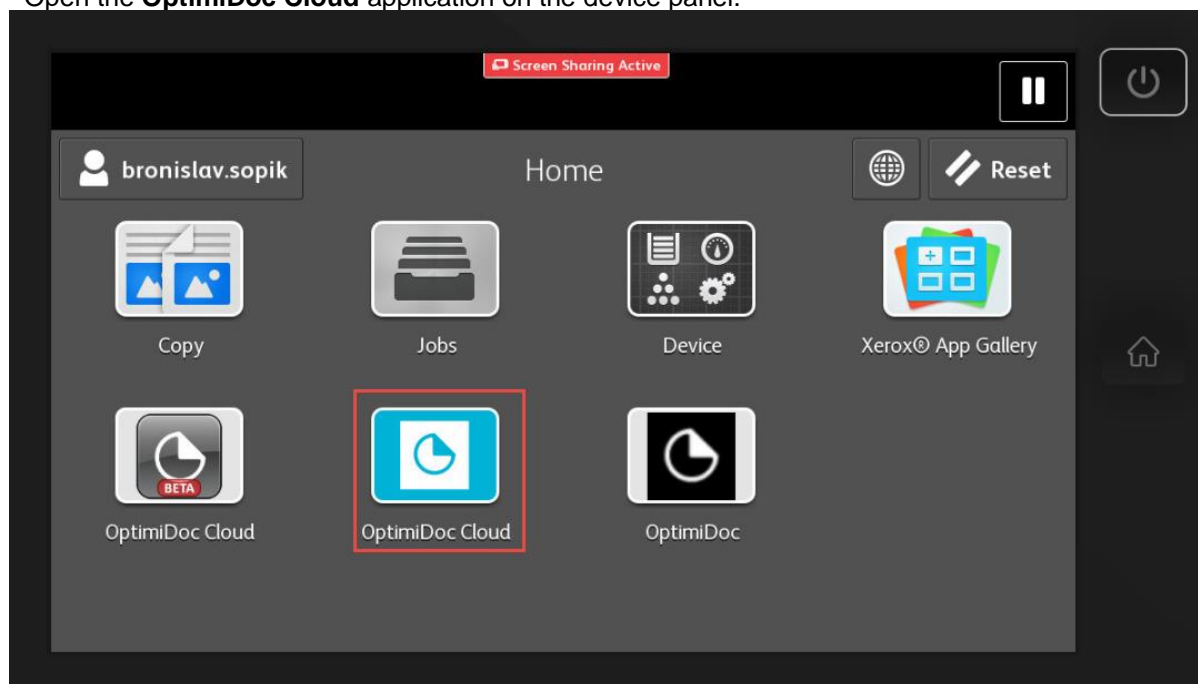 Open the OptimiDoc Cloud application on the device panel.
Screen Sharing Active
bronislav.sopik
Home
Reset
Copy
Jobs
Device
Xerox® App Gallery
BETA
OptimiDoc Cloud
OptimiDoc Cloud
OptimiDoc